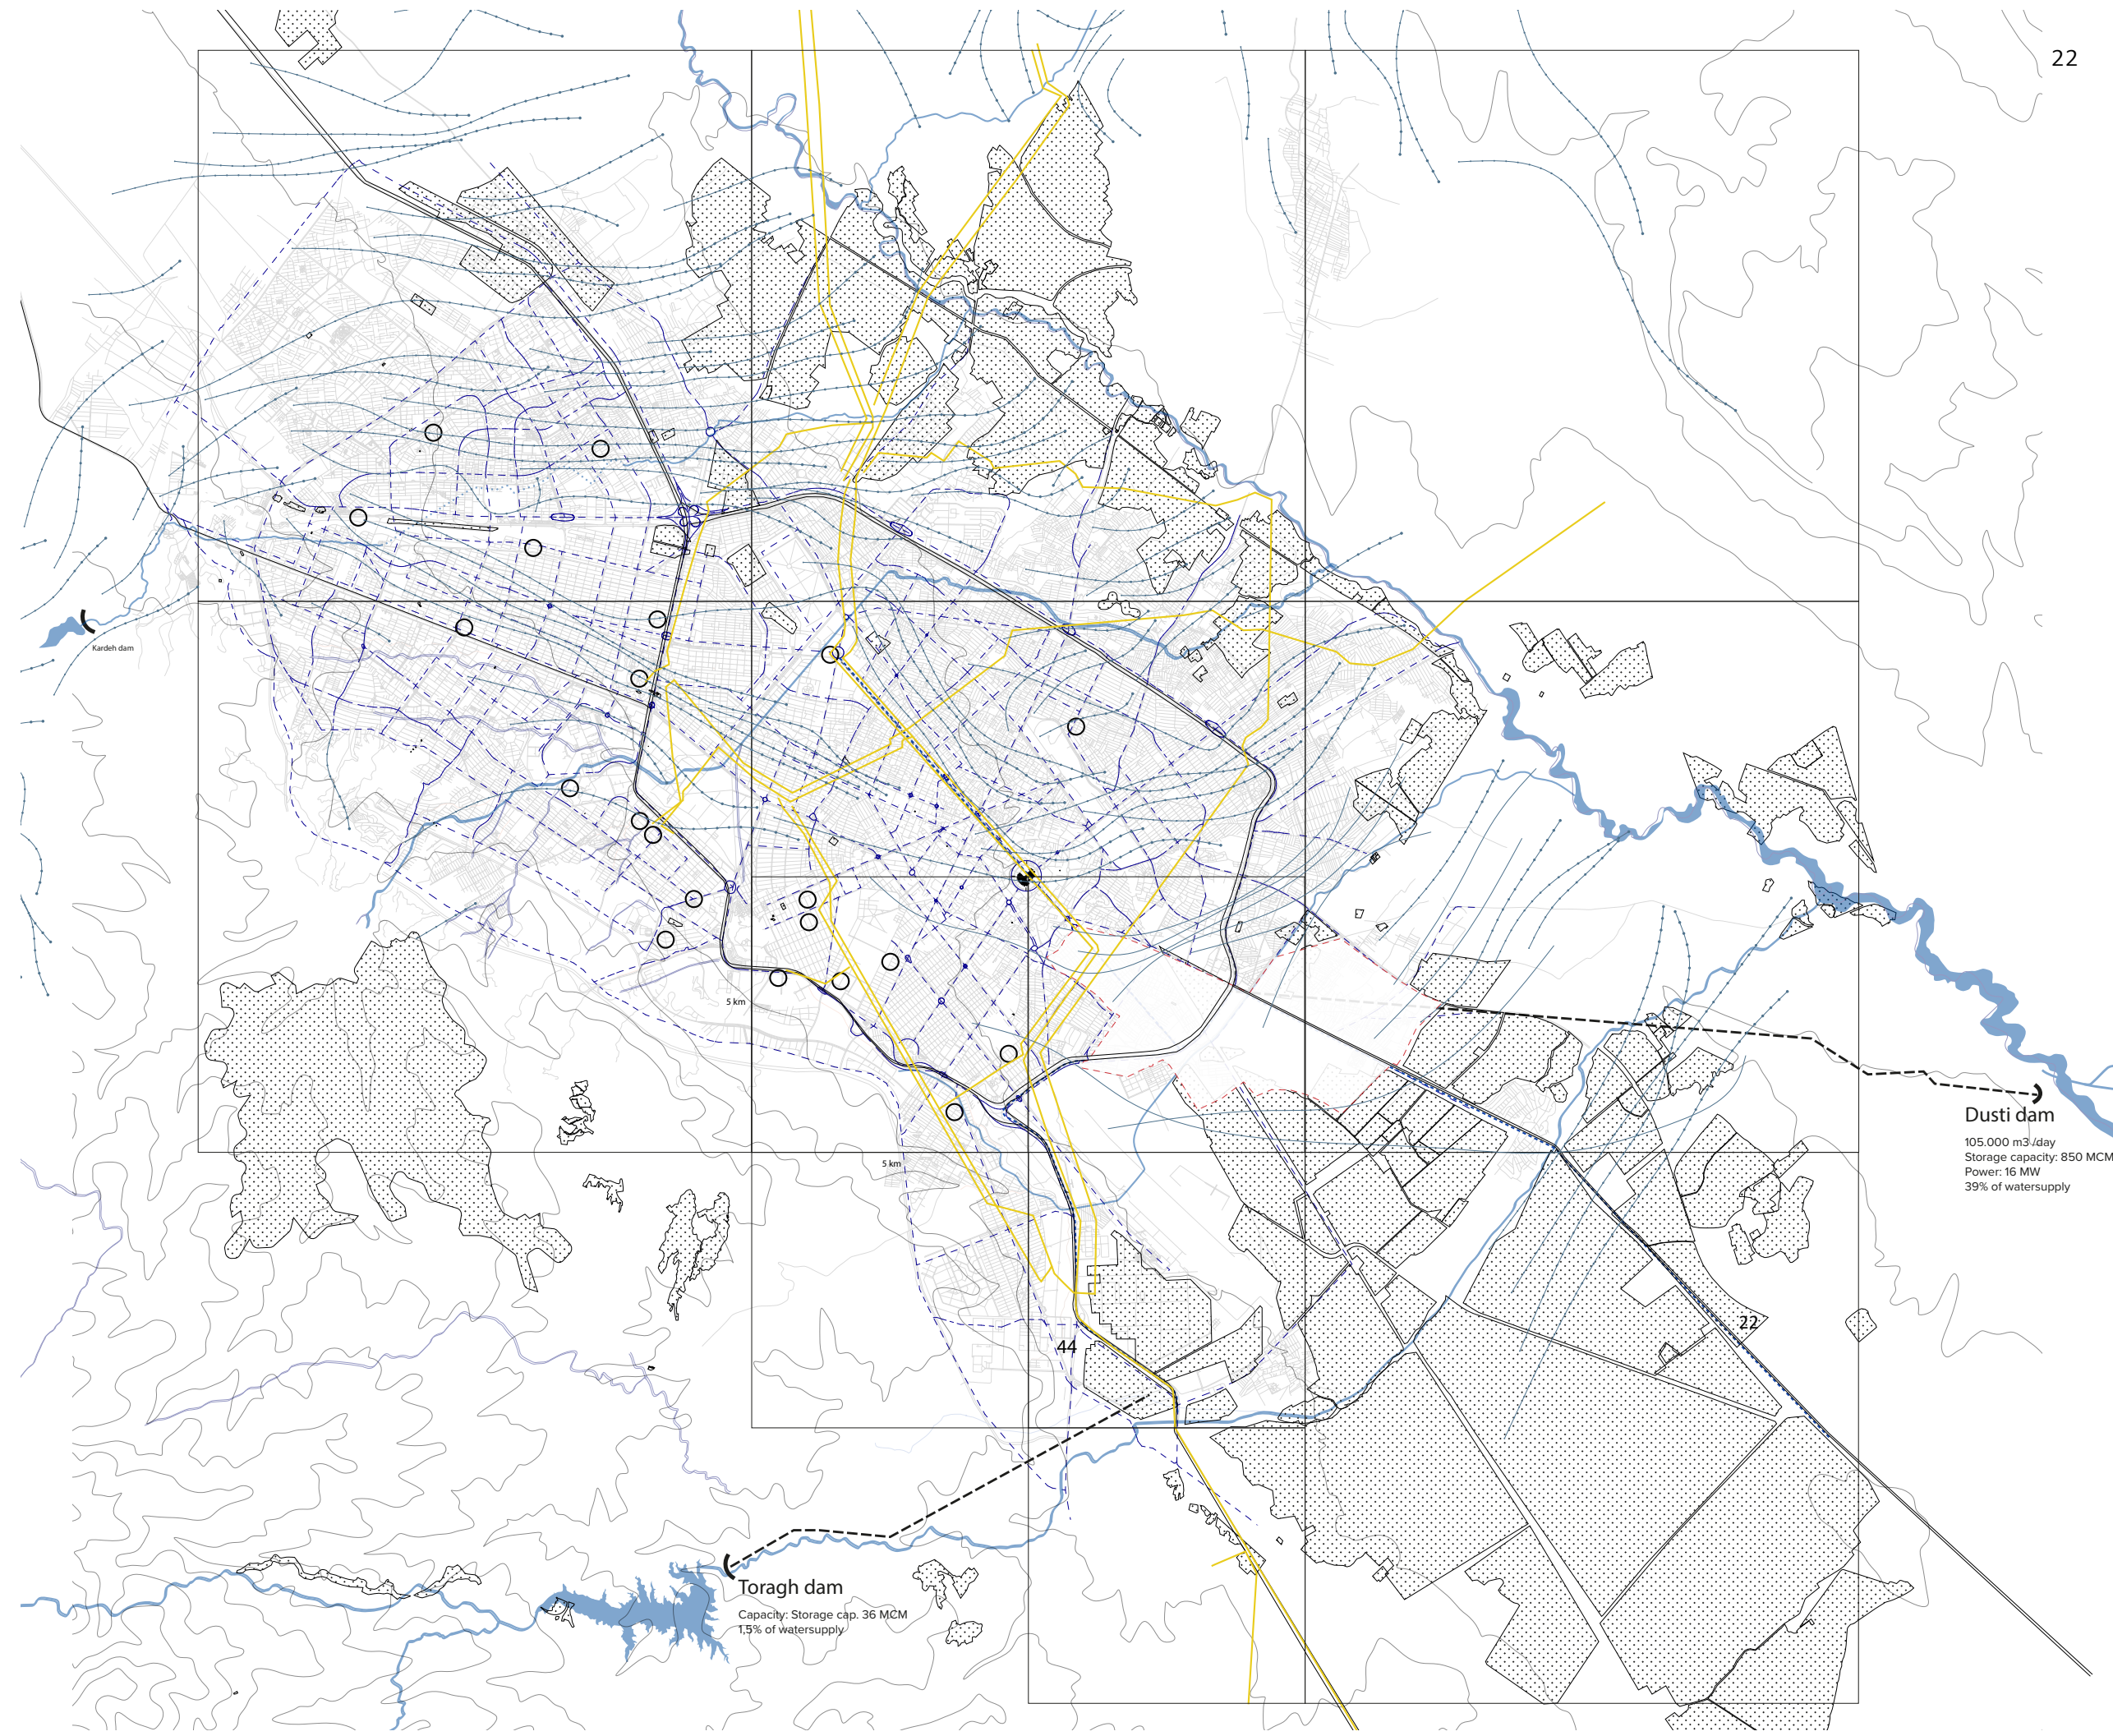 22
Kardeh dam
5 km
Dusti dam
105.000 m3 /day
Storage capacity: 850 MCM
Power: 16 MW
39% of watersupply
5 km
22
44
Toragh dam
Capacity: Storage cap. 36 MCM
1,5% of watersupply